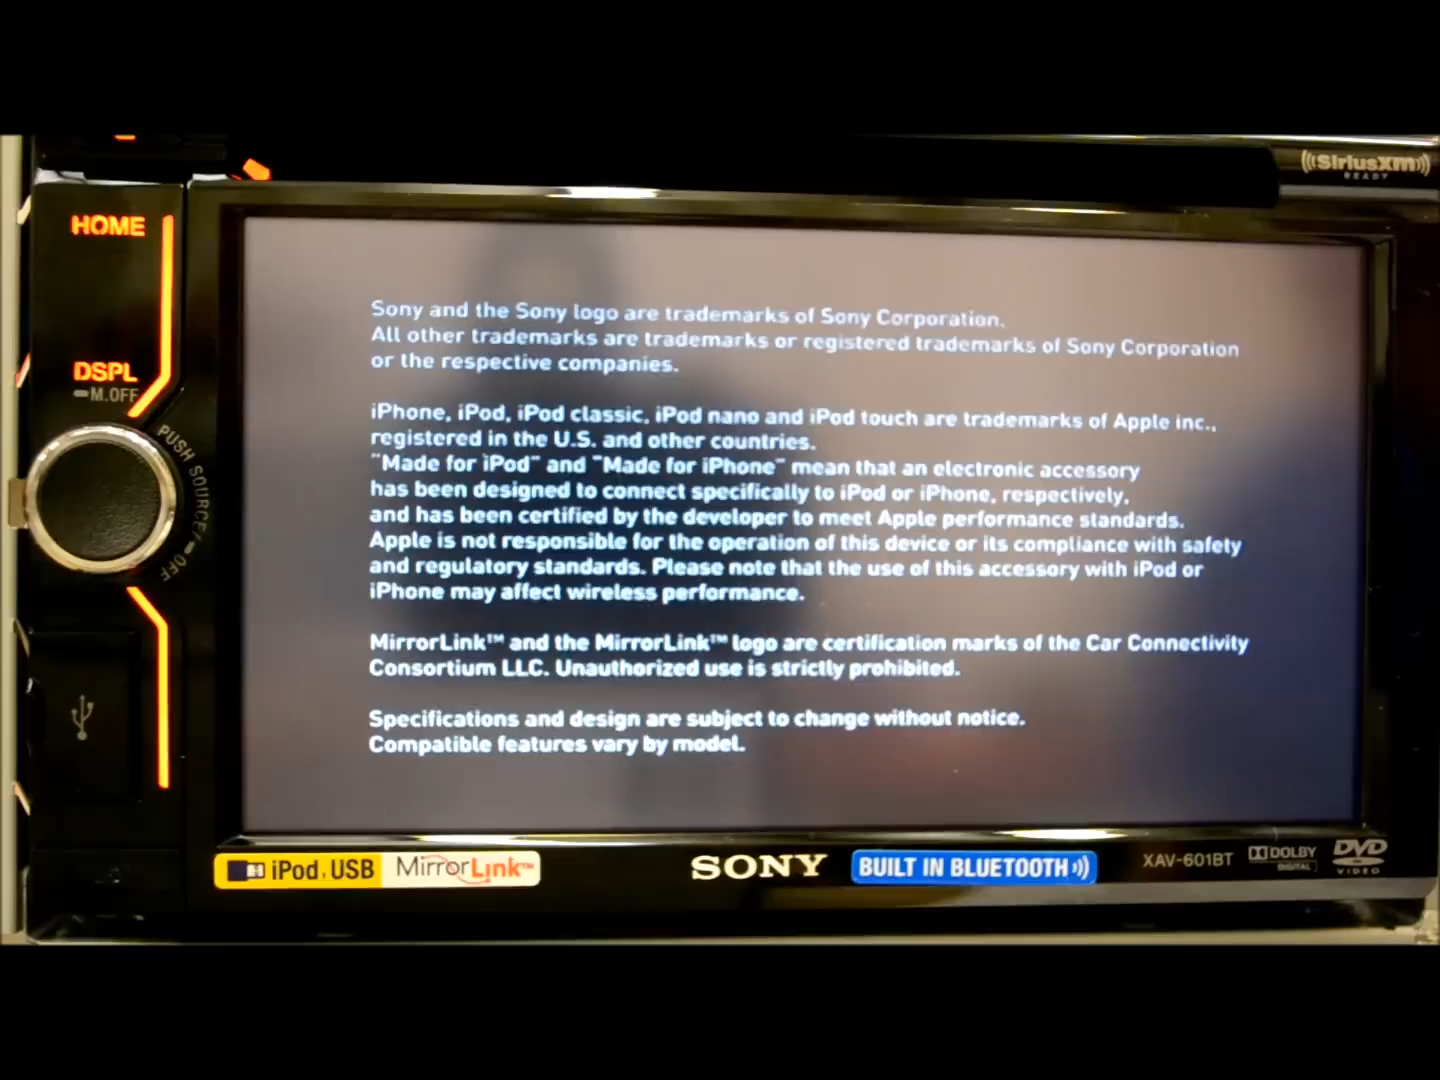 SiriusXM
READY
HOME
DSPL
M.OFF
PUSH SOURCE/ OFF
Sony and the Sony logo are trademarks of Sony Corporation.
All other trademarks are trademarks or registered trademarks of Sony Corporation
or the respective companies.
iPhone, iPod, iPod classic, iPod nano and iPod touch are trademarks of Apple inc.,
registered in the U.S. and other countries.
"Made for iPod" and "Made for iPhone" mean that an electronic accessory
has been designed to connect specifically to iPod or iPhone, respectively,
and has been certified by the developer to meet Apple performance standards.
Apple is not responsible for the operation of this device or its compliance with safety
and regulatory standards. Please note that the use of this accessory with iPod or
iPhone may affect wireless performance.
MirrorLink™ and the MirrorLink™ logo are certification marks of the Car Connectivity
Consortium LLC. Unauthorized use is strictly prohibited.
Specifications and design are subject to change without notice.
Compatible features vary by model.
iPod, USB MirrorLink™ SONY BUILT IN BLUETOOTH XAV-601BT DOLBY DIGITAL DVD VIDEO